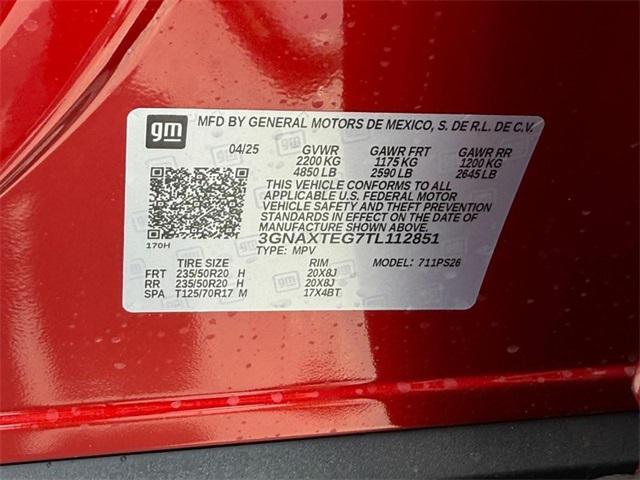 gm
MFD BY GENERAL MOTORS DE MEXICO, S. DE R.L. DE C.V.
04/25 GVWR GAWR FRT GAWR RR
2200 KG 1175 KG 1200 KG
4850 LB 2590 LB 2645 LB
THIS VEHICLE CONFORMS TO ALL
APPLICABLE U.S. FEDERAL MOTOR
VEHICLE SAFETY AND THEFT PREVENTION
STANDARDS IN EFFECT ON THE DATE OF
MANUFACTURE SHOWN ABOVE.
170H 3GNAXTEG7TL112851
TYPE: MPV
TIRE SIZE RIM MODEL: 711PS26
FRT 235/50R20 H 20X8J
RR 235/50R20 H 20X8J
SPA T125/70R17 M 17X4BT